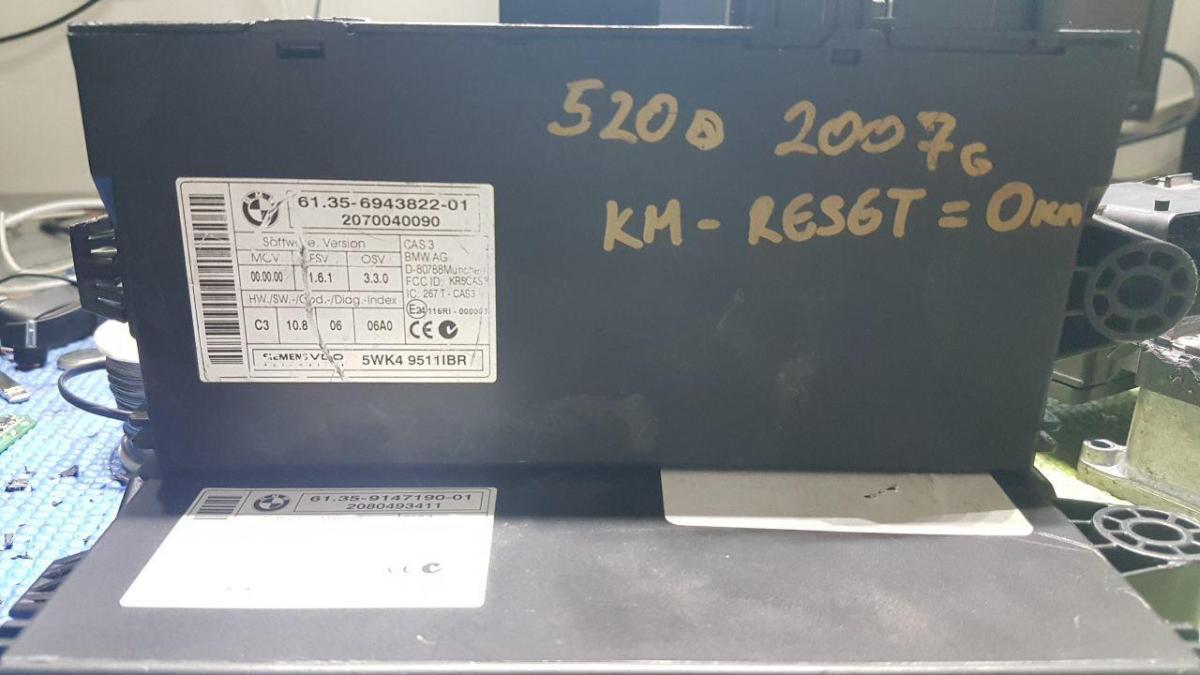 520D 2007G
KM - RESET = 0km
61.35-6943822-01
2070040090
Version
MCV FSV OSV
00.00.00 1.6.1 3.3.0
HW./SW.-/Cod.-/Diag.-Index
C3 10.8 06 06A0
CAS 3
BMW AG
D-80788 München
FCC ID:
IC: 267 T - CAS3
E24
CE
SIEMENS VDO
5WK4 9511IBR
61.35-9147190-01
2080493411